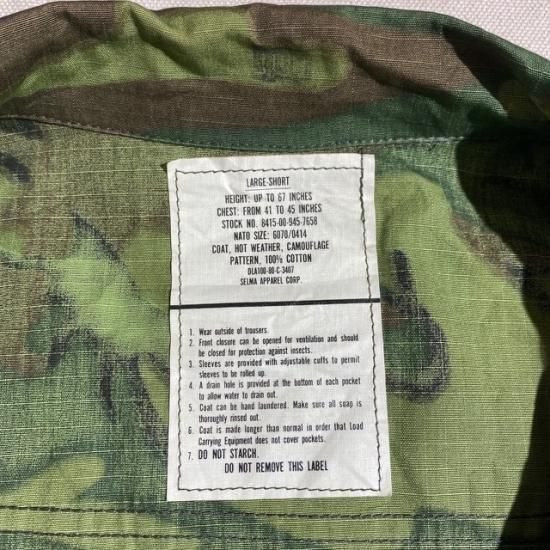 LARGE-SHORT
HEIGHT: UP TO 67 INCHES
CHEST: FROM 41 TO 45 INCHES
STOCK NO. 8415-00-945-7658
NATO SIZE: 6070/0414
COAT, HOT WEATHER, CAMOUFLAGE
PATTERN, 100% COTTON
DLA100-80-C-3407
SELMA APPAREL CORP.
1. Wear outside of trousers.
2. Front closure can be opened for ventilation and should
be closed for protection against insects.
3. Sleeves are provided with adjustable cuffs to permit
sleeves to be rolled up.
4. A drain hole is provided at the bottom of each pocket
to allow water to drain out.
5. Coat can be hand laundered. Make sure all soap is
thoroughly rinsed out.
6. Coat is made longer than normal in order that Load
Carrying Equipment does not cover pockets.
7. DO NOT STARCH.
DO NOT REMOVE THIS LABEL